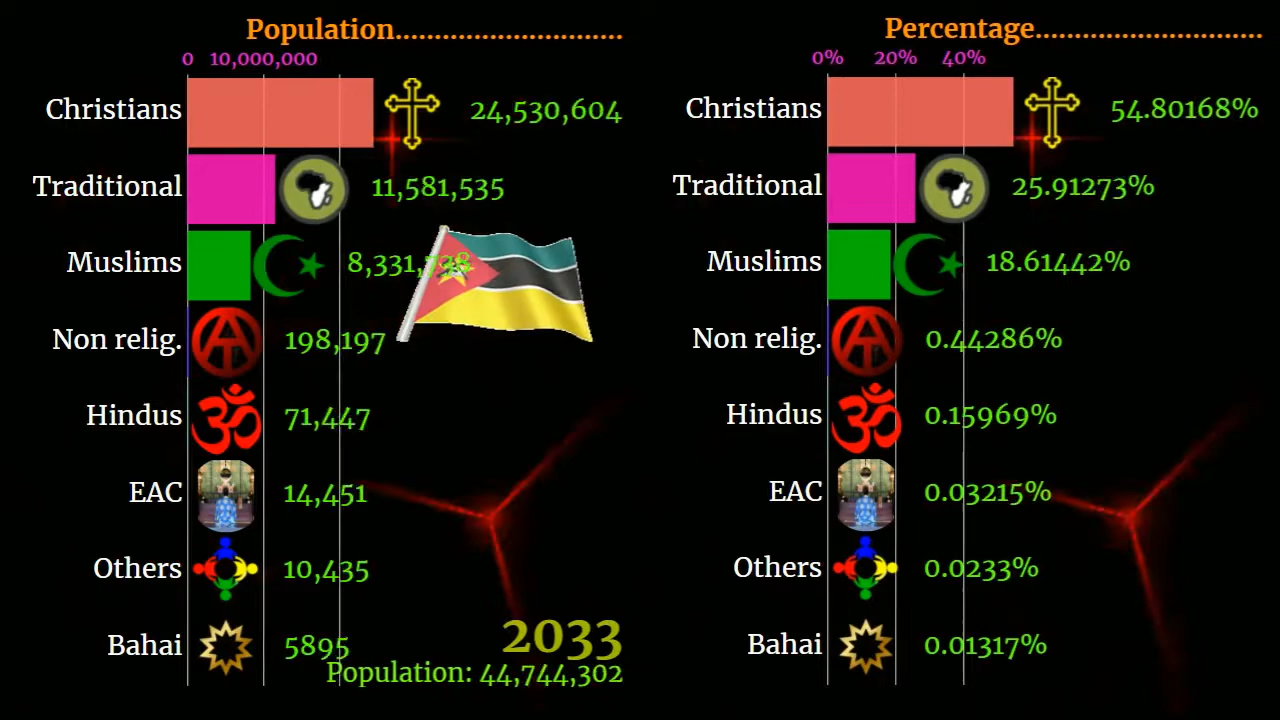 Population.............................
0 10,000,000
Christians 24,530,604
Traditional 11,581,535
Muslims
Non relig. 198,197
Hindus 71,447
EAC 14,451
Others 10,435
Bahai 5895
2033
Population: 44,744,302
Percentage.............................
0% 20% 40%
Christians 54.80168%
Traditional 25.91273%
Muslims 18.61442%
Non relig. 0.44286%
Hindus 0.15969%
EAC 0.03215%
Others 0.0233%
Bahai 0.01317%